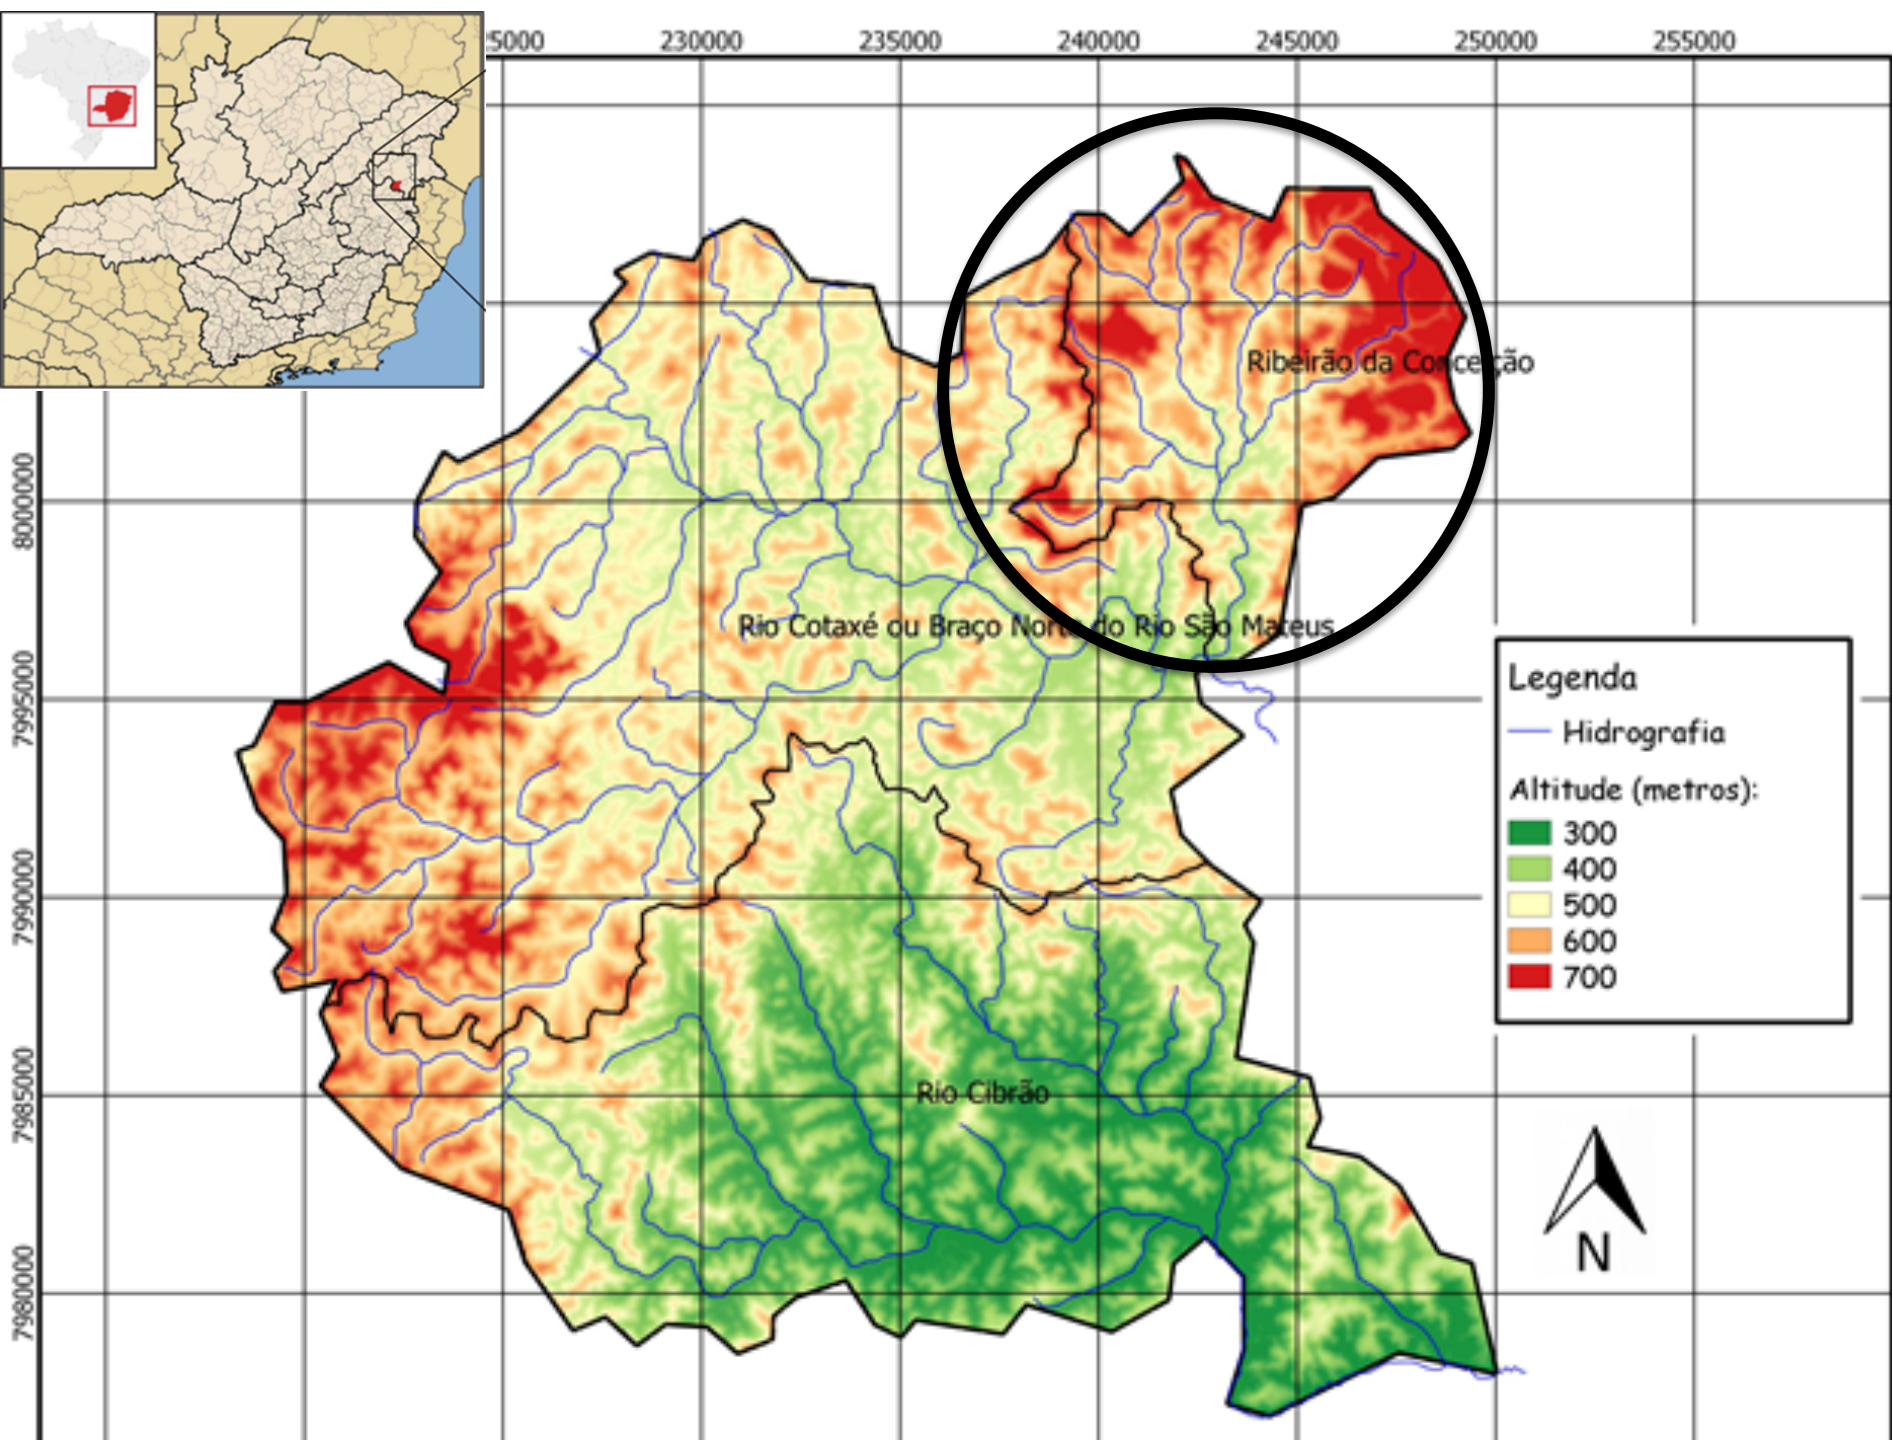 5000 230000 235000 240000 245000 250000 255000
8000000
7995000
7990000
7985000
7980000
Ribeirão da Conceição
Rio Cotaxé ou Braço Norte do Rio São Mateus
Rio Cibrão
Legenda
Hidrografia
Altitude (metros):
300
400
500
600
700
N